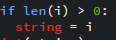 if len(i) > 0:
string = i